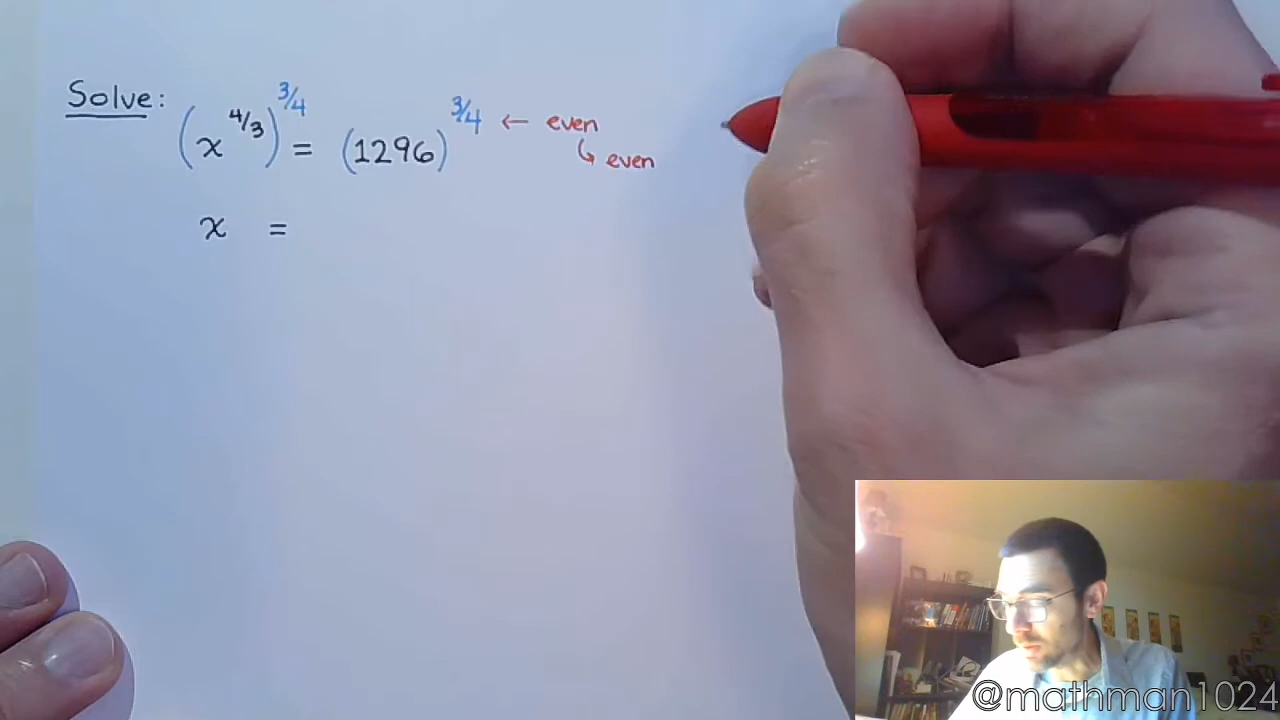 Solve:
(x^4/3)^3/4 = (1296)^3/4 ← even
↳ even
x =
@mathman1024